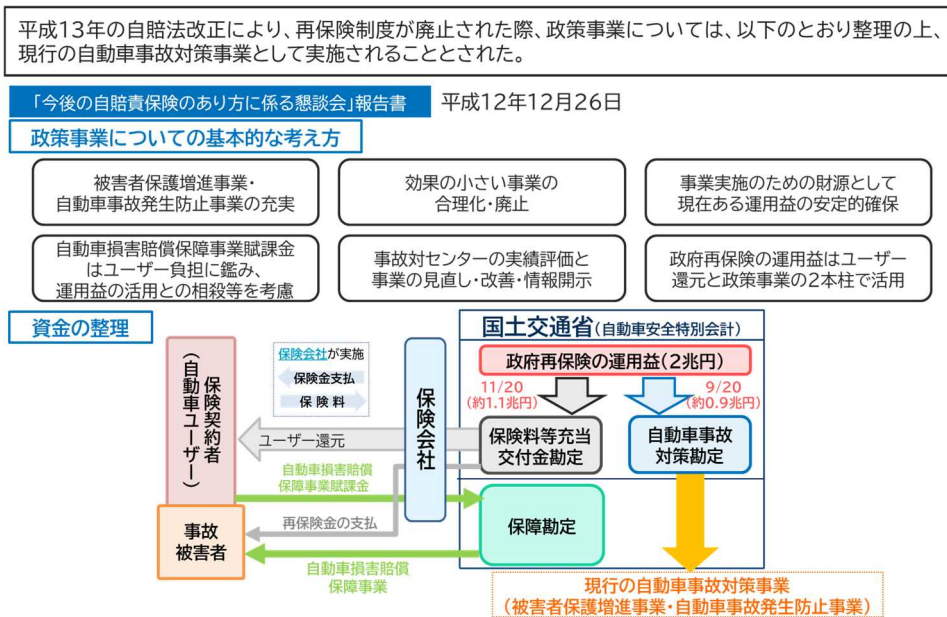 平成13年の自賠法改正により、再保険制度が廃止された際、政策事業については、以下のとおり整理の上、
現行の自動車事故対策事業として実施されることとされた。
「今後の自賠責保険のあり方に係る懇談会」報告書
平成12年12月26日
政策事業についての基本的な考え方
被害者保護増進事業・
自動車事故発生防止事業の充実
効果の小さい事業の
合理化・廃止
事業実施のための財源として
現在ある運用益の安定的確保
自動車損害賠償保障事業賦課金
はユーザー負担に鑑み、
運用益の活用との相殺等を考慮
事故対センターの実績評価と
事業の見直し・改善・情報開示
政府再保険の運用益はユーザー
還元と政策事業の2本柱で活用
資金の整理
国土交通省(自動車安全特別会計)
政府再保険の運用益(2兆円)
11/20
(約1.1兆円)
9/20
(約0.9兆円)
保険料等充当
交付金勘定
自動車事故
対策勘定
保障勘定
保険会社
保険会社が実施
保険金支払
保険料
保険契約者
(自動車ユーザー)
ユーザー還元
自動車損害賠償
保障事業賦課金
再保険金の支払
事故
被害者
自動車損害賠償
保障事業
現行の自動車事故対策事業
(被害者保護増進事業・自動車事故発生防止事業)